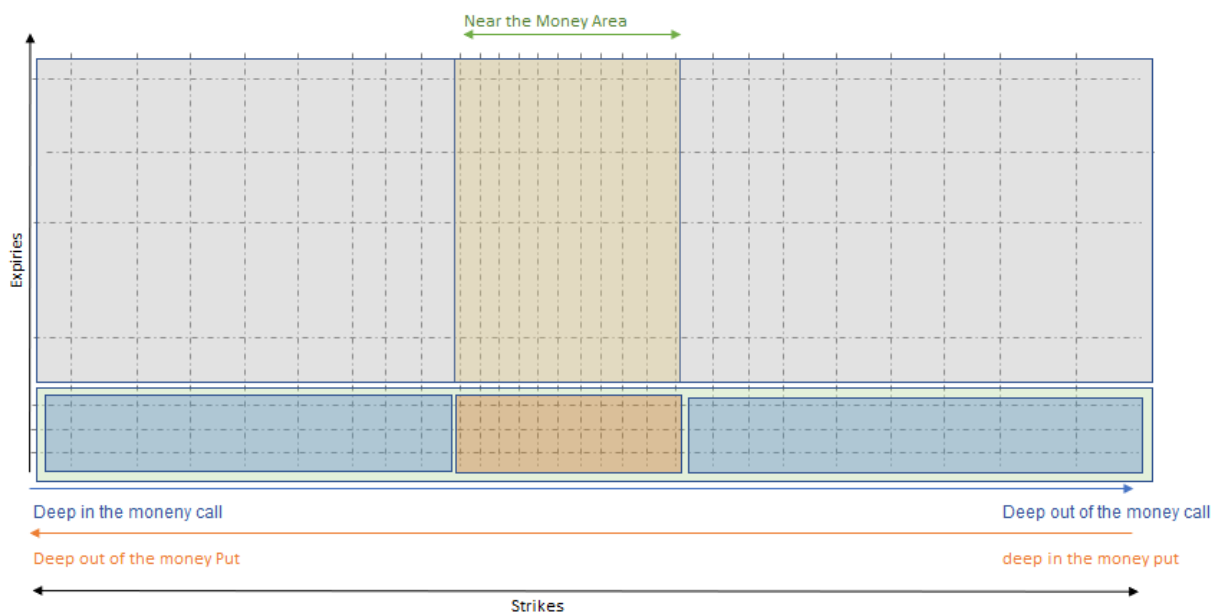 Near the Money Area
Expiries
Deep in the moneny call
Deep out of the money call
Deep out of the money Put
deep in the money put
Strikes